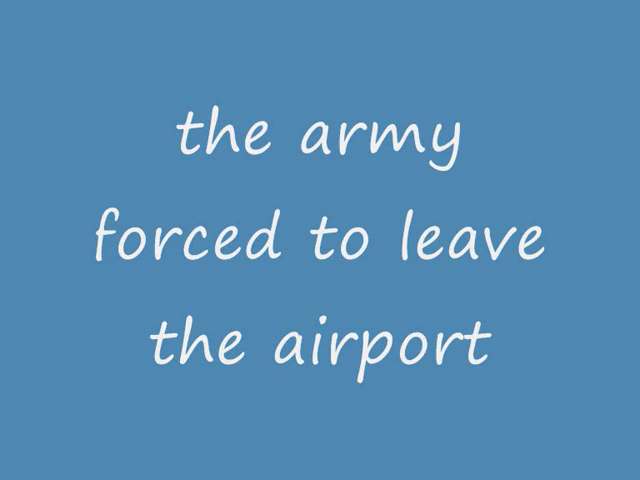 the army
forced to leave
the airport